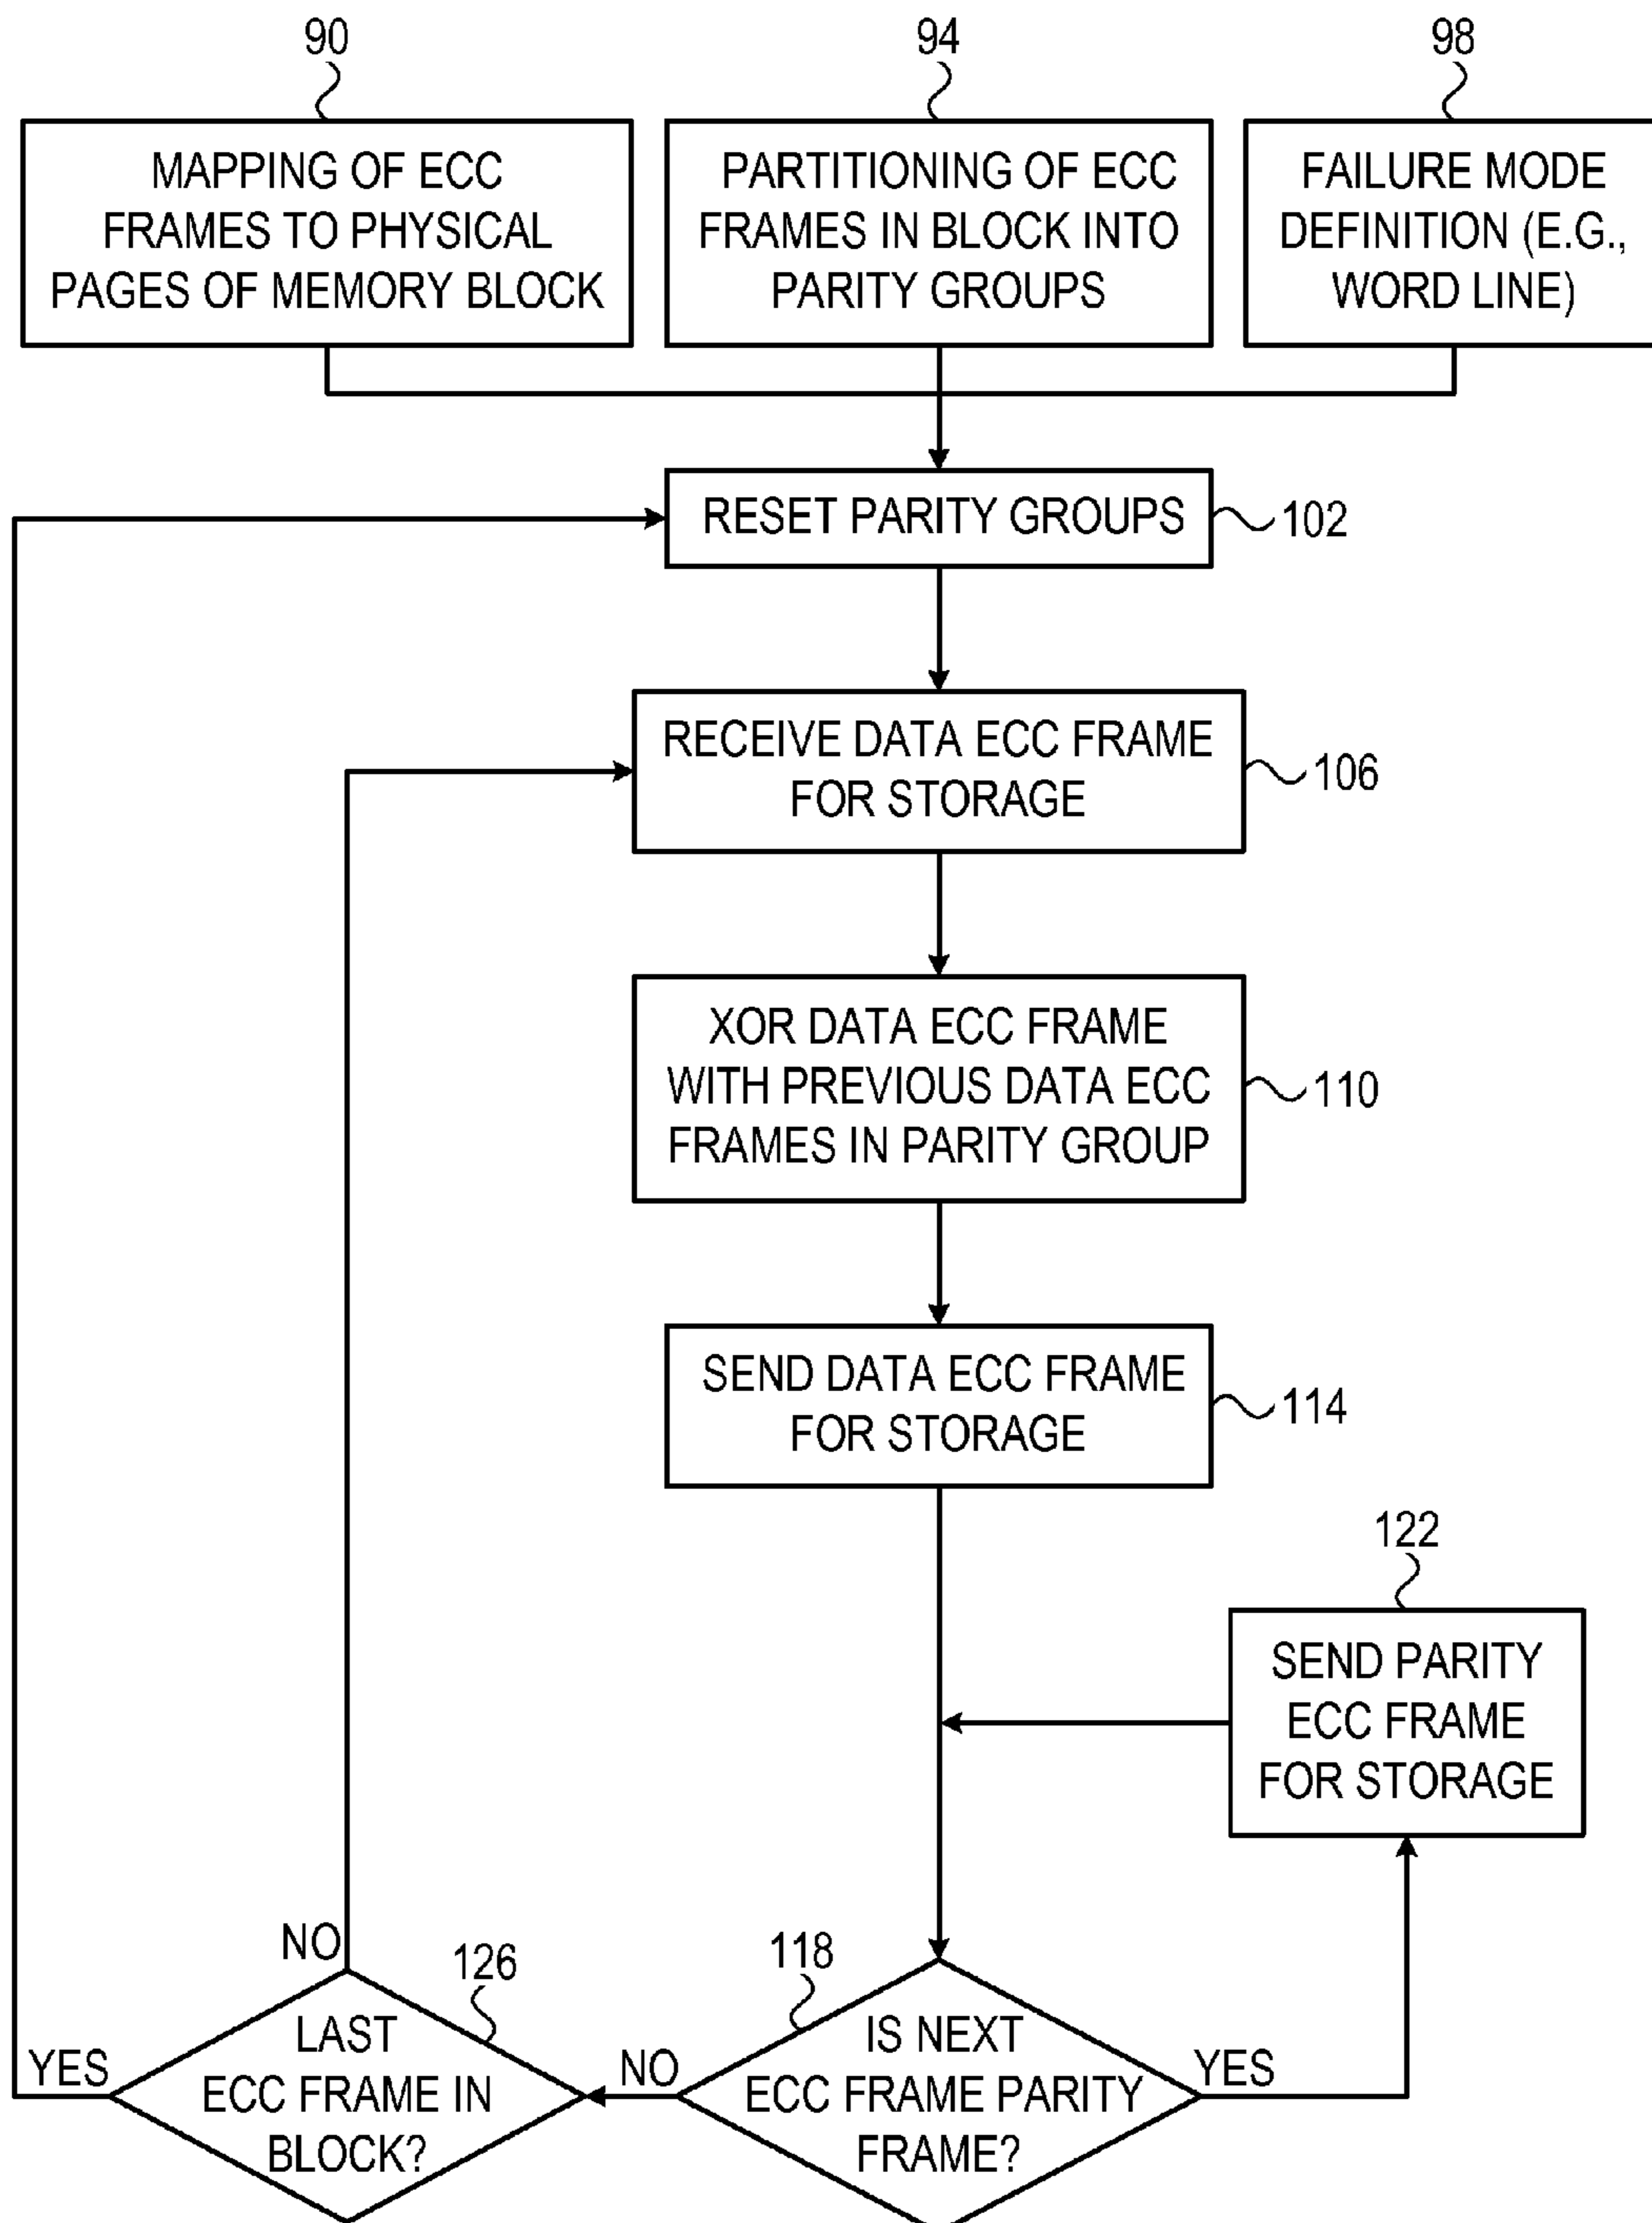 90
94
98
MAPPING OF ECC
FRAMES TO PHYSICAL
PAGES OF MEMORY BLOCK
PARTITIONING OF ECC
FRAMES IN BLOCK INTO
PARITY GROUPS
FAILURE MODE
DEFINITION (E.G.,
WORD LINE)
RESET PARITY GROUPS
102
RECEIVE DATA ECC FRAME
FOR STORAGE
106
XOR DATA ECC FRAME
WITH PREVIOUS DATA ECC
FRAMES IN PARITY GROUP
110
SEND DATA ECC FRAME
FOR STORAGE
114
122
SEND PARITY
ECC FRAME
FOR STORAGE
NO
126
118
YES
LAST
ECC FRAME IN
BLOCK?
NO
IS NEXT
ECC FRAME PARITY
FRAME?
YES